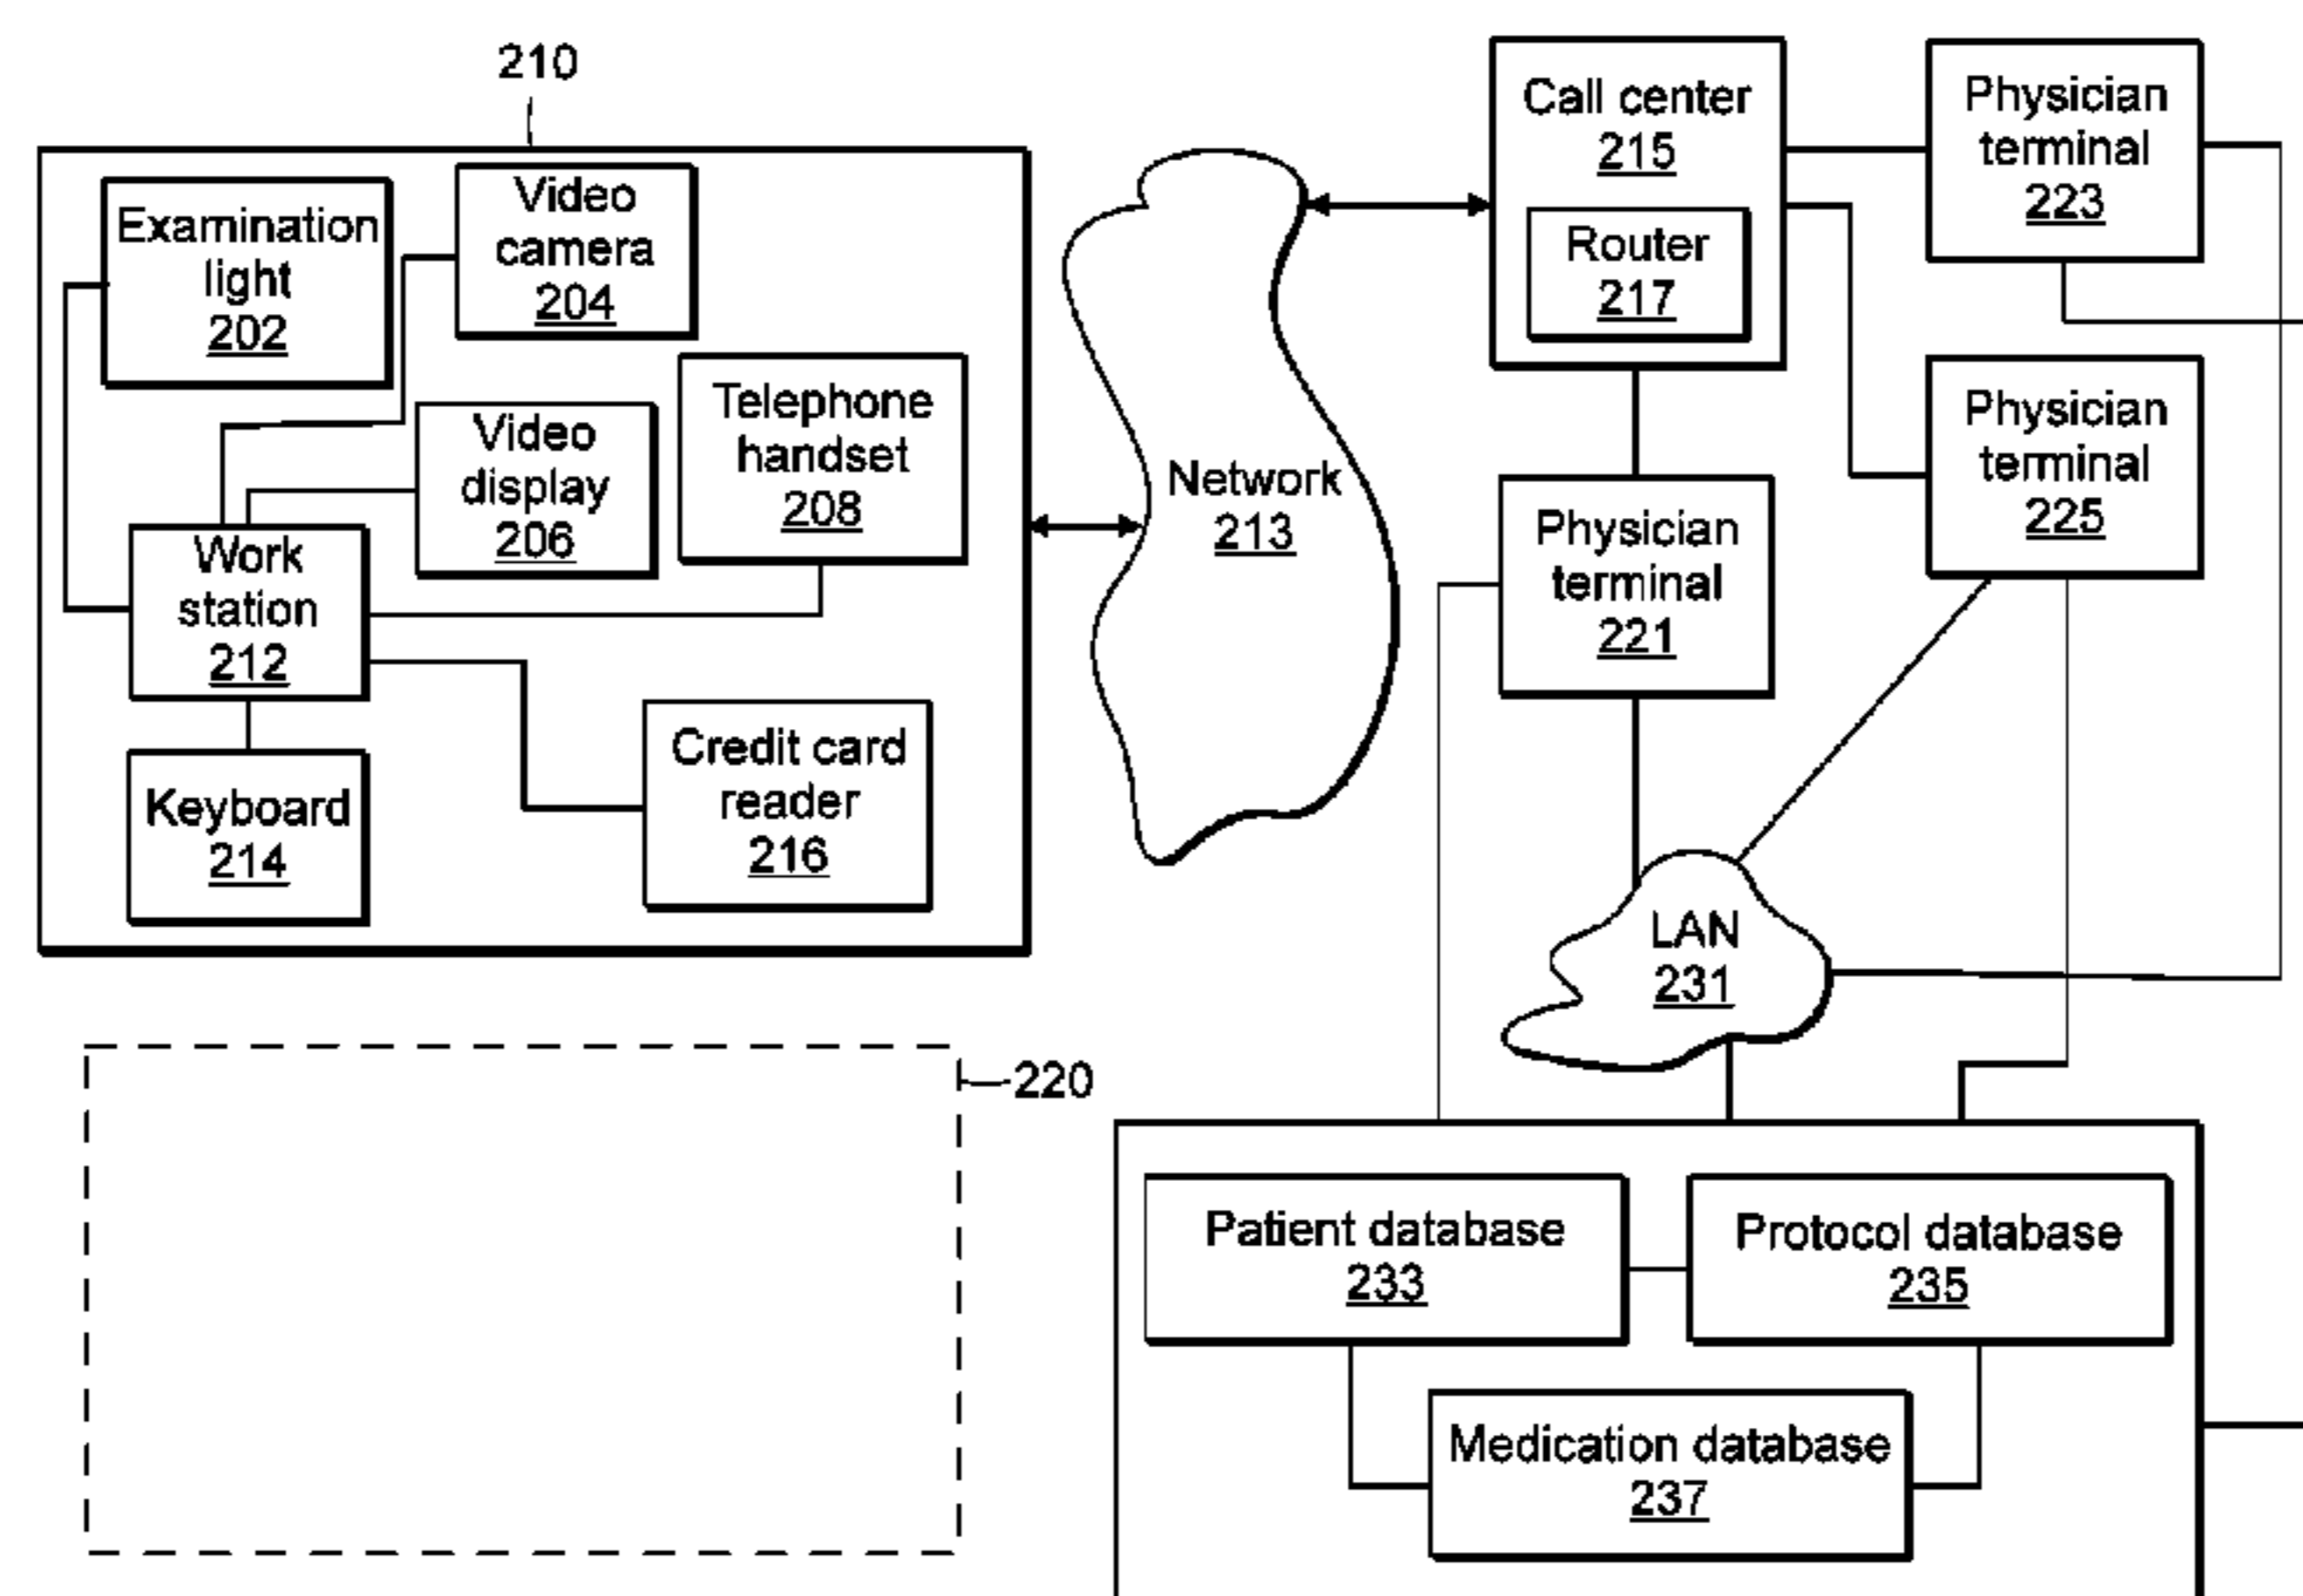 210
Examination
light
202
Video
camera
204
Video
display
206
Telephone
handset
208
Work
station
212
Keyboard
214
Credit card
reader
216
Network
213
Call center
215
Router
217
Physician
terminal
223
Physician
terminal
225
Physician
terminal
221
LAN
231
220
Patient database
233
Protocol database
235
Medication database
237